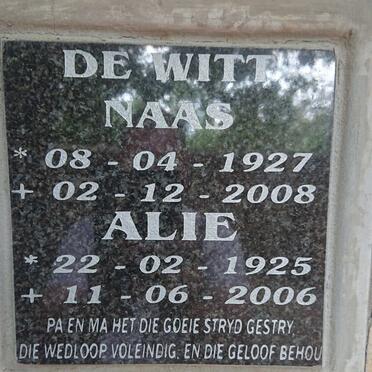 DE WITT
NAAS
* 08 - 04 - 1927
+ 02 - 12 - 2008
ALIE
* 22 - 02 - 1925
+ 11 - 06 - 2006
PA EN MA HET DIE GOEIE STRYD GESTRY,
DIE WEDLOOP VOLEINDIG, EN DIE GELOOF BEHOU